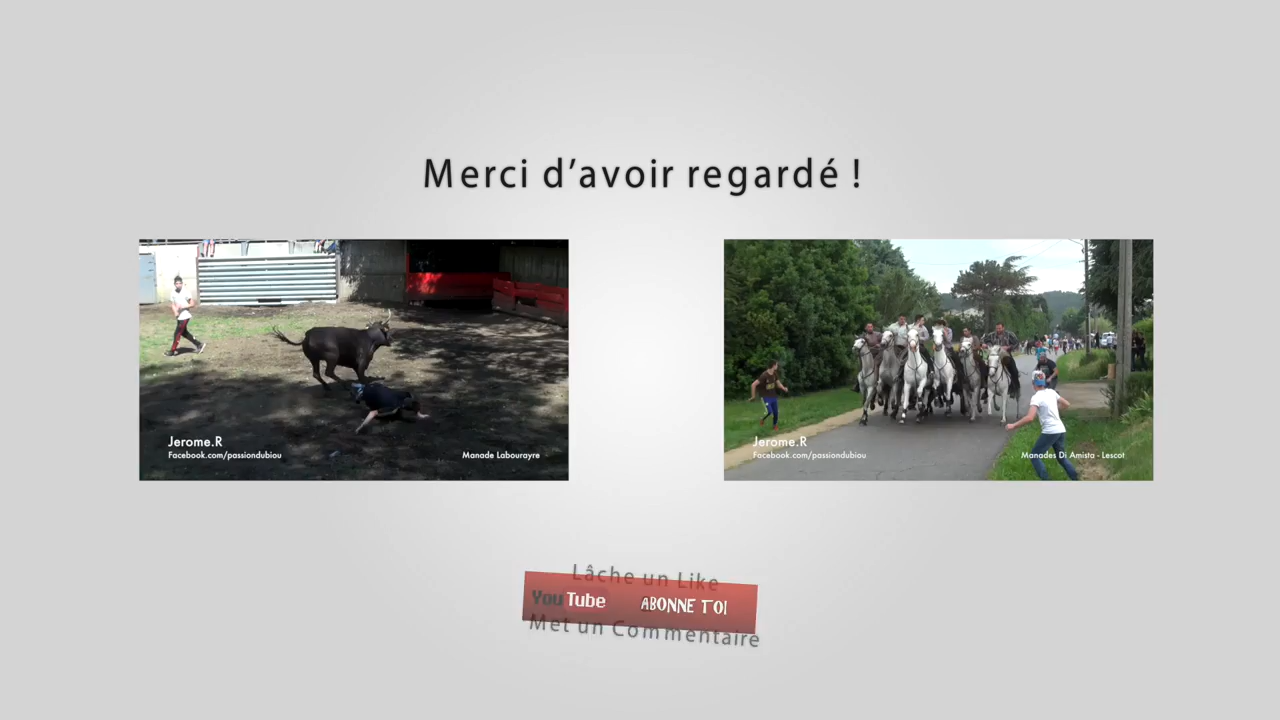 Merci d’avoir regardé !
Jerome.R
Facebook.com/passiondubiou
Manade Labourayre
Jerome.R
Facebook.com/passiondubiou
Manades Di Amista - Lescot
Lâche un Like
YouTube ABONNE TOI
Met un Commentaire